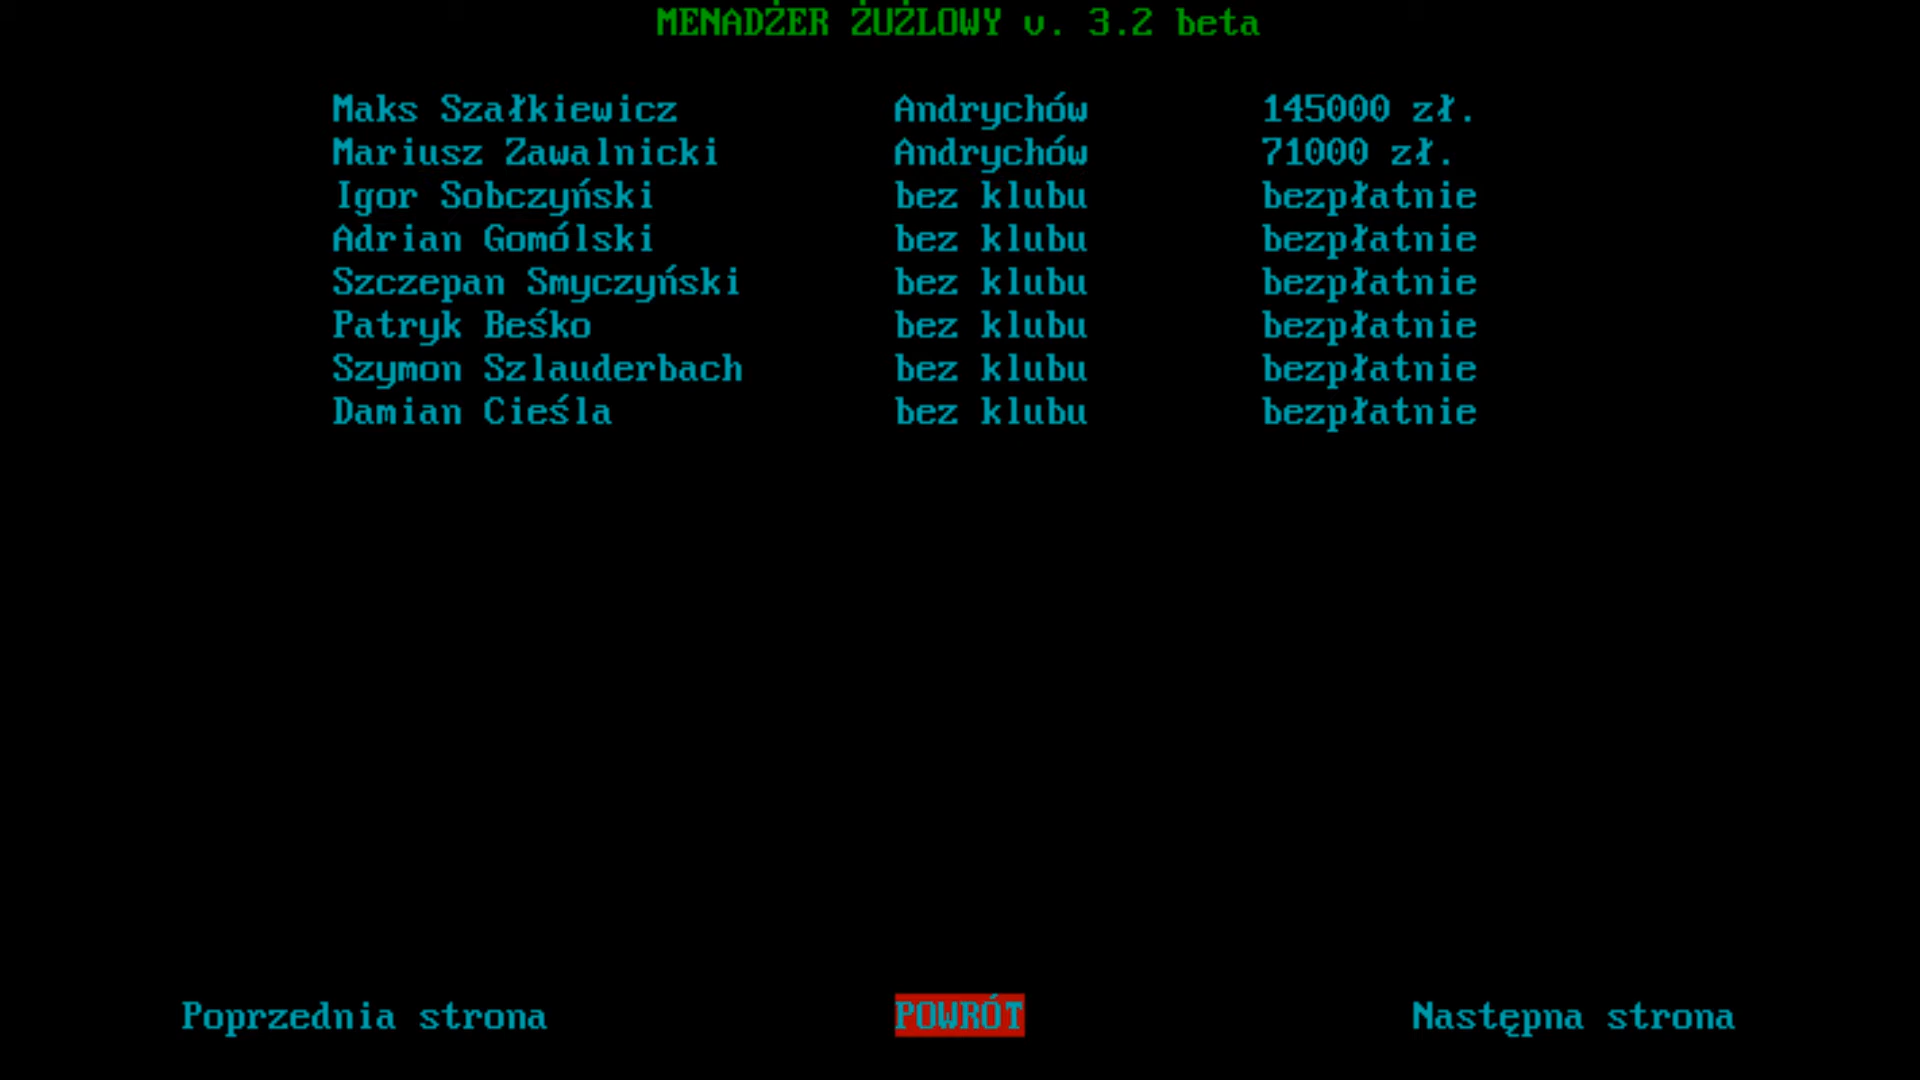 MENADŻER ŻUŻLOWY v. 3.2 beta
Maks Szałkiewicz Andrychów 145000 zł.
Mariusz Zawalnicki Andrychów 71000 zł.
Igor Sobczyński bez klubu bezpłatnie
Adrian Gomólski bez klubu bezpłatnie
Szczepan Smyczyński bez klubu bezpłatnie
Patryk Beśko bez klubu bezpłatnie
Szymon Szlauderbach bez klubu bezpłatnie
Damian Cieśla bez klubu bezpłatnie
Poprzednia strona POWRÓT Następna strona